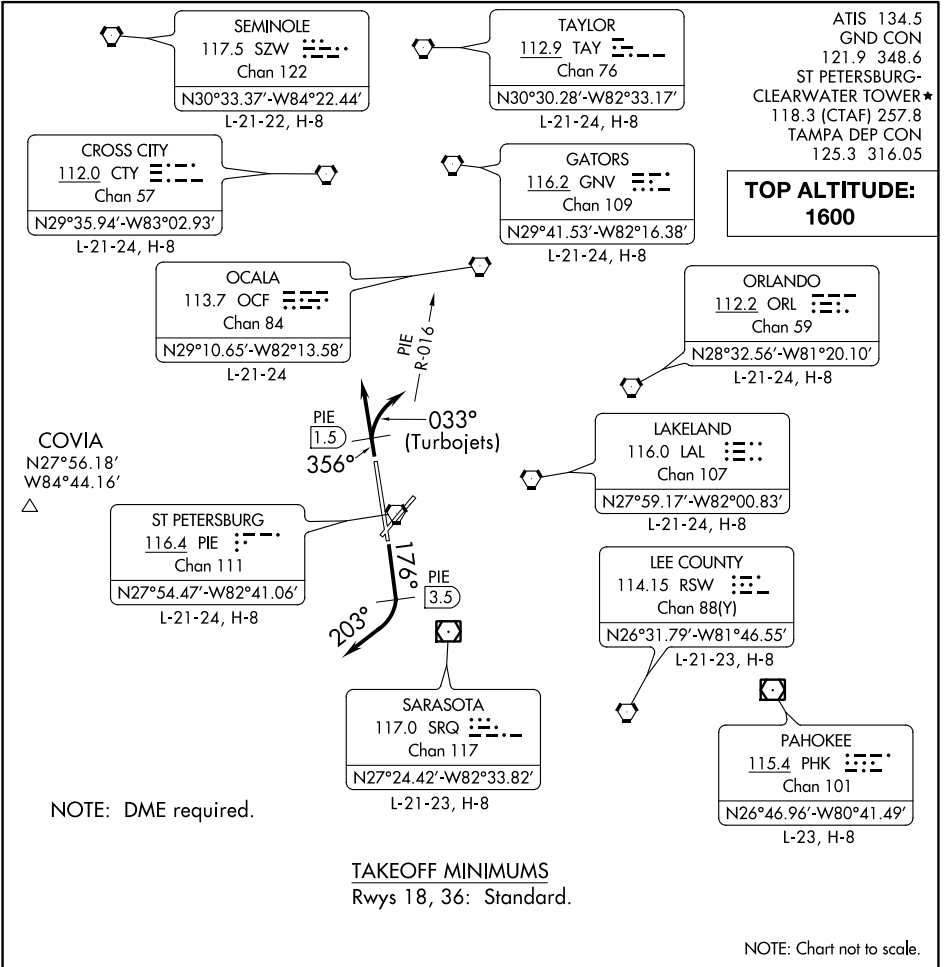 SEMINOLE
117.5 SZW
Chan 122
N30°33.37'-W84°22.44'
L-21-22, H-8
TAYLOR
112.9 TAY
Chan 76
N30°30.28'-W82°33.17'
L-21-24, H-8
ATIS 134.5
GND CON
121.9 348.6
ST PETERSBURG-
CLEARWATER TOWER★
118.3 (CTAF) 257.8
TAMPA DEP CON
125.3 316.05
TOP ALTITUDE:
1600
CROSS CITY
112.0 CTY
Chan 57
N29°35.94'-W83°02.93'
L-21-24, H-8
GATORS
116.2 GNV
Chan 109
N29°41.53'-W82°16.38'
L-21-24, H-8
OCALA
113.7 OCF
Chan 84
N29°10.65'-W82°13.58'
L-21-24
ORLANDO
112.2 ORL
Chan 59
N28°32.56'-W81°20.10'
L-21-24, H-8
PIE
R-016
PIE
1.5
356°
033°
(Turbojets)
COVIA
N27°56.18'
W84°44.16'
LAKELAND
116.0 LAL
Chan 107
N27°59.17'-W82°00.83'
L-21-24, H-8
ST PETERSBURG
116.4 PIE
Chan 111
N27°54.47'-W82°41.06'
L-21-24, H-8
176°
PIE
3.5
203°
LEE COUNTY
114.15 RSW
Chan 88(Y)
N26°31.79'-W81°46.55'
L-21-23, H-8
SARASOTA
117.0 SRQ
Chan 117
N27°24.42'-W82°33.82'
L-21-23, H-8
PAHOKEE
115.4 PHK
Chan 101
N26°46.96'-W80°41.49'
L-23, H-8
NOTE: DME required.
TAKEOFF MINIMUMS
Rwys 18, 36: Standard.
NOTE: Chart not to scale.